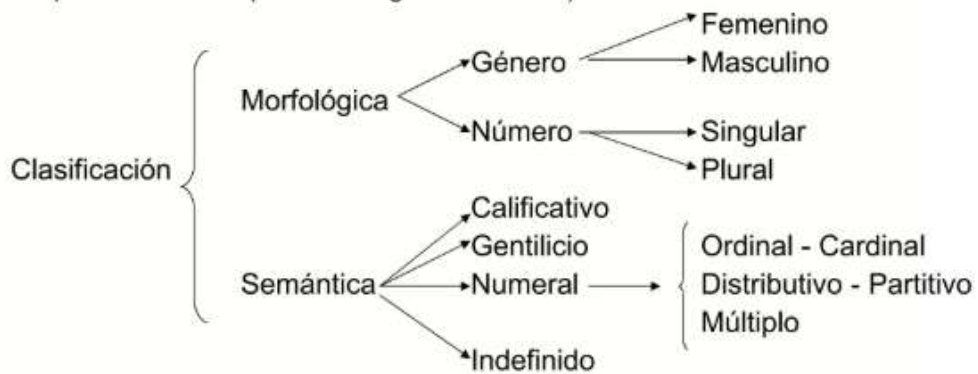 Femenino
Género
Masculino
Morfológica
Número
Singular
Plural
Clasificación
Calificativo
Gentilicio
Ordinal - Cardinal
Semántica
Numeral
Distributivo - Partitivo
Múltiplo
Indefinido